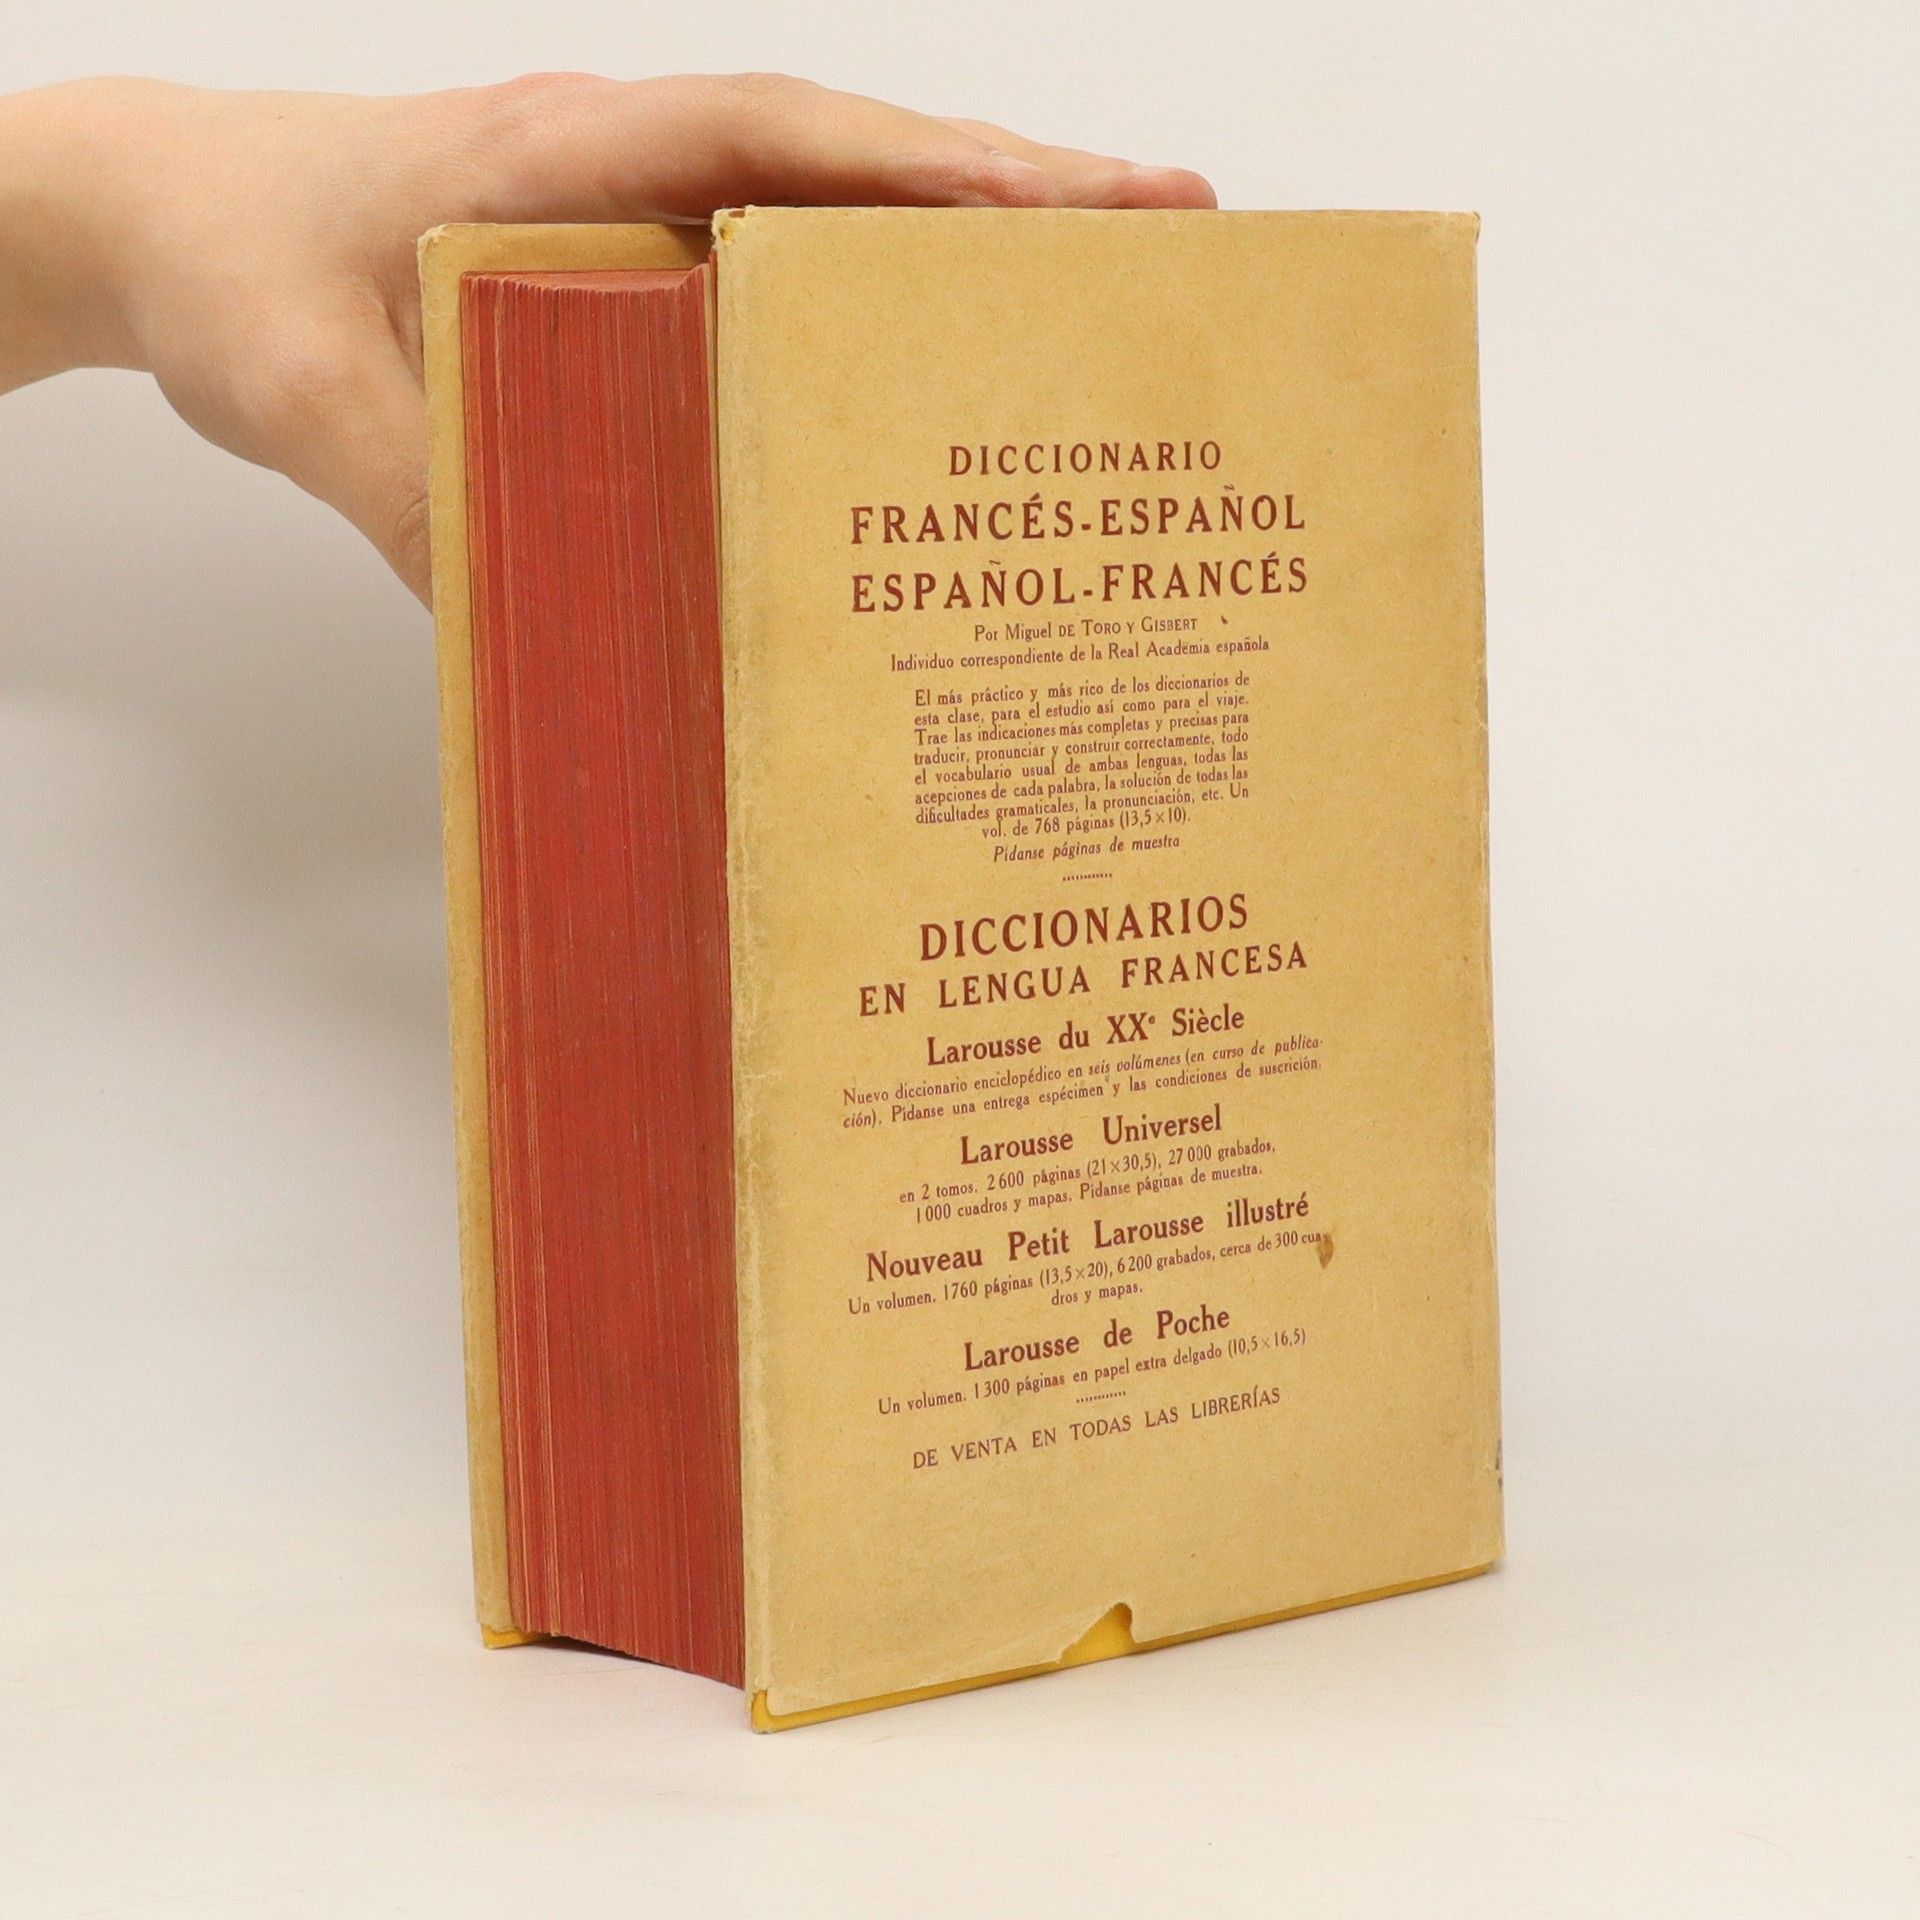 DICCIONARIO
FRANCÉS-ESPAÑOL
ESPAÑOL-FRANCÉS
Por Miguel DE TORO Y GISBERT
Individuo correspondiente de la Real Academia española
El más práctico y más rico de los diccionarios de
esta clase, para el estudio así como para el viaje.
Trae las indicaciones más completas y precisas para
traducir, pronunciar y construir correctamente, todo
el vocabulario usual de ambas lenguas, todas las
acepciones de cada palabra, la solución de todas las
dificultades gramaticales, la pronunciación, etc. Un
vol. de 768 páginas (13,5×10).
Pídanse páginas de muestra
DICCIONARIOS
EN LENGUA FRANCESA
Larousse du XXe Siècle
Nuevo diccionario enciclopédico en seis volúmenes (en curso de publica-
ción). Pídanse una entrega espécimen y las condiciones de suscrición.
Larousse Universel
en 2 tomos. 2 600 páginas (21×30,5), 27 000 grabados,
1 000 cuadros y mapas. Pídanse páginas de muestra.
Nouveau Petit Larousse illustré
Un volumen. 1 760 páginas (13,5×20), 6 200 grabados, cerca de 300 cua-
dros y mapas.
Larousse de Poche
Un volumen. 1 300 páginas en papel extra delgado (10,5×16,5)
DE VENTA EN TODAS LAS LIBRERÍAS